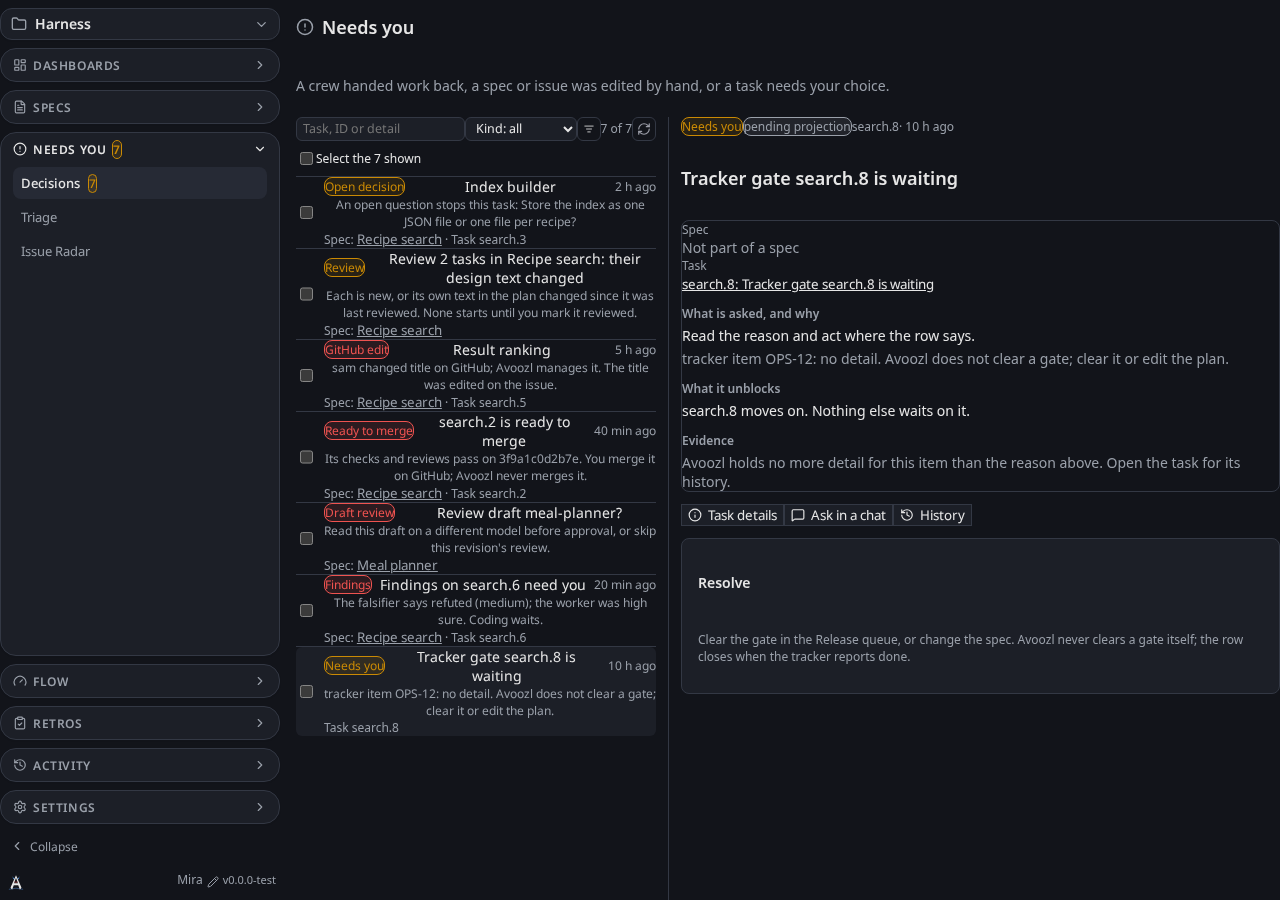 Harness
DASHBOARDS
SPECS
NEEDS YOU 7
Decisions 7
Triage
Issue Radar
FLOW
RETROS
ACTIVITY
SETTINGS
Collapse
Mira v0.0.0-test
Needs you
A crew handed work back, a spec or issue was edited by hand, or a task needs your choice.
Task, ID or detail Kind: all 7 of 7
Select the 7 shown
Open decision Index builder 2 h ago
An open question stops this task: Store the index as one
JSON file or one file per recipe?
Spec: Recipe search · Task search.3
Review Review 2 tasks in Recipe search: their
design text changed
Each is new, or its own text in the plan changed since it was
last reviewed. None starts until you mark it reviewed.
Spec: Recipe search
GitHub edit Result ranking 5 h ago
sam changed title on GitHub; Avoozl manages it. The title
was edited on the issue.
Spec: Recipe search · Task search.5
Ready to merge search.2 is ready to
merge 40 min ago
Its checks and reviews pass on 3f9a1c0d2b7e. You merge it
on GitHub; Avoozl never merges it.
Spec: Recipe search · Task search.2
Draft review Review draft meal-planner?
Read this draft on a different model before approval, or skip
this revision's review.
Spec: Meal planner
Findings Findings on search.6 need you 20 min ago
The falsifier says refuted (medium); the worker was high
sure. Coding waits.
Spec: Recipe search · Task search.6
Needs you Tracker gate search.8 is
waiting 10 h ago
tracker item OPS-12: no detail. Avoozl does not clear a gate;
clear it or edit the plan.
Task search.8
Needs you pending projection search.8 · 10 h ago
Tracker gate search.8 is waiting
Spec
Not part of a spec
Task
search.8: Tracker gate search.8 is waiting
What is asked, and why
Read the reason and act where the row says.
tracker item OPS-12: no detail. Avoozl does not clear a gate; clear it or edit the plan.
What it unblocks
search.8 moves on. Nothing else waits on it.
Evidence
Avoozl holds no more detail for this item than the reason above. Open the task for its
history.
Task details Ask in a chat History
Resolve
Clear the gate in the Release queue, or change the spec. Avoozl never clears a gate itself; the row
closes when the tracker reports done.